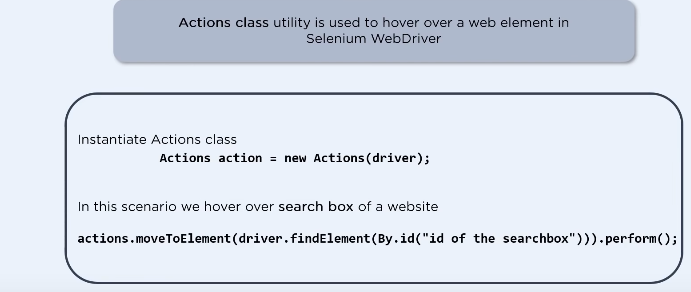 Actions class utility is used to hover over a web element in
Selenium WebDriver
Instantiate Actions class
Actions action = new Actions(driver);
In this scenario we hover over search box of a website
actions.moveToElement(driver.findElement(By.id("id of the searchbox"))).perform();